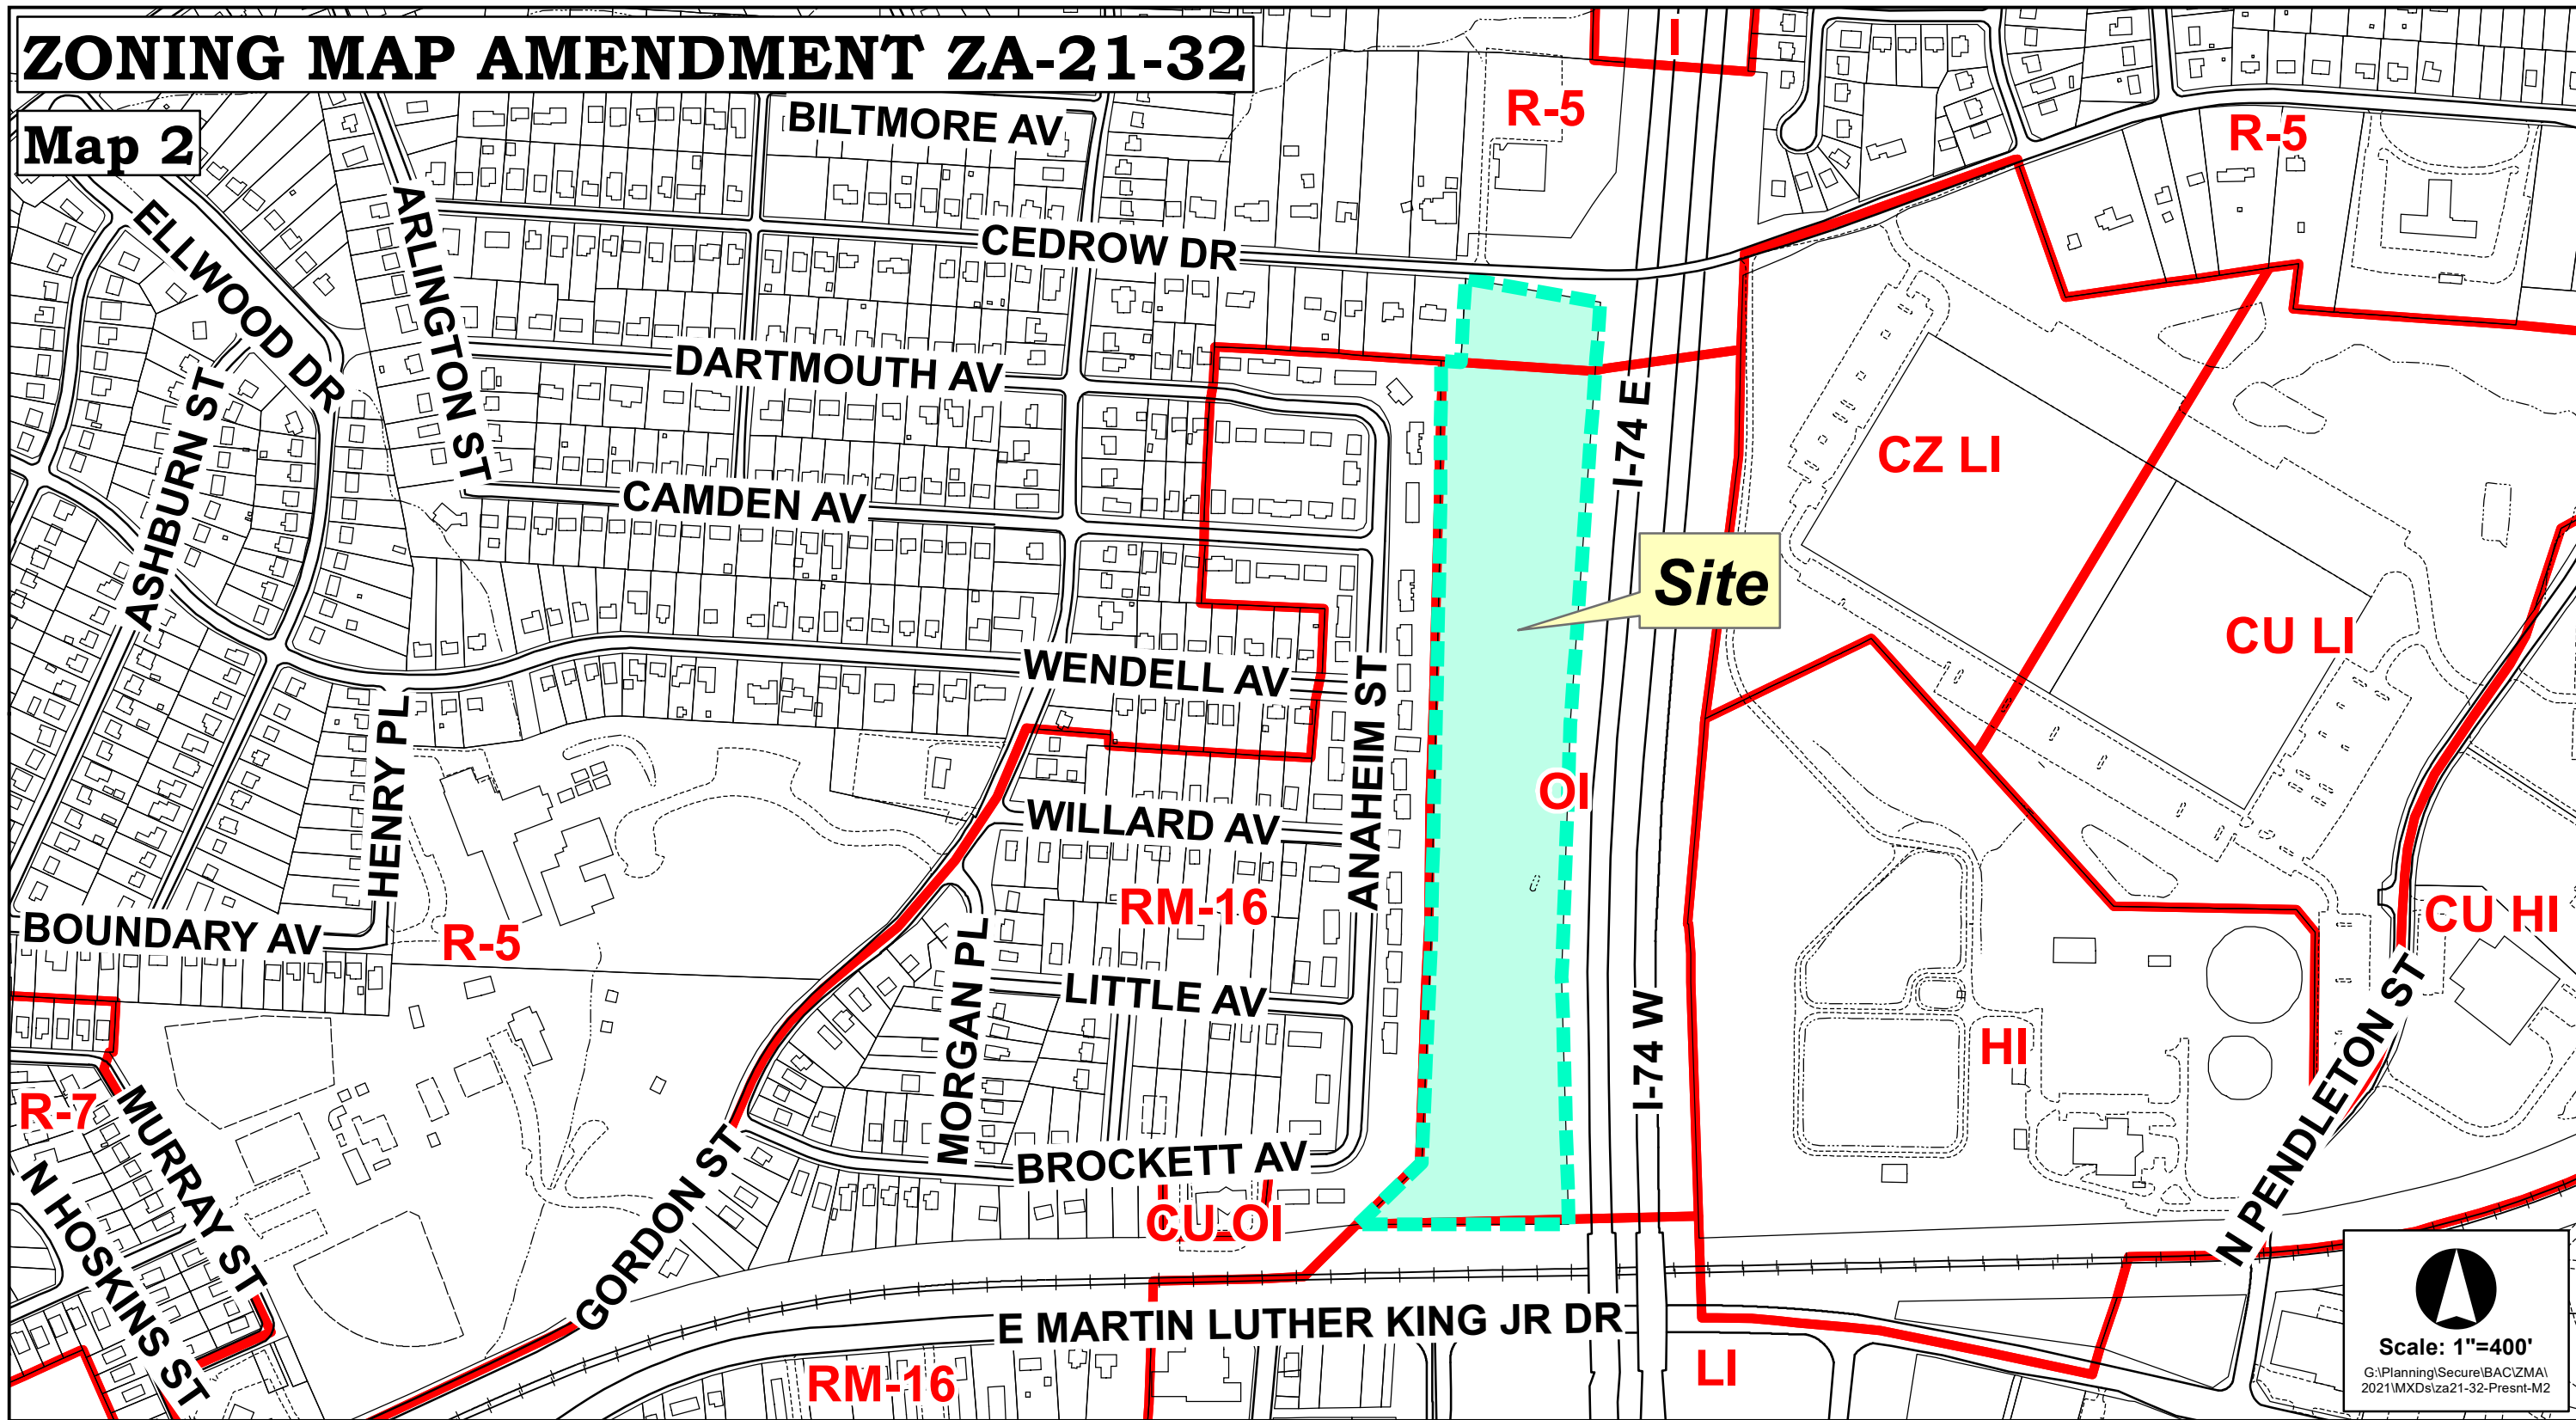 ZONING MAP AMENDMENT ZA-21-32
Map 2
I
R-5
R-5
BILTMORE AV
ELLWOOD DR
ARLINGTON ST
CEDROW DR
DARTMOUTH AV
ASHBURN ST
I-74 E
CZ LI
CAMDEN AV
Site
CU LI
WENDELL AV
ANAHEIM ST
HENRY PL
OI
WILLARD AV
RM-16
CU HI
BOUNDARY AV
R-5
MORGAN PL
LITTLE AV
I-74 W
HI
N PENDLETON ST
R-7
MURRAY ST
BROCKETT AV
N HOSKINS ST
GORDON ST
CU OI
E MARTIN LUTHER KING JR DR
RM-16
LI
Scale: 1"=400'
G:\Planning\Secure\BAC\ZMA\
2021\MXDs\za21-32-Presnt-M2